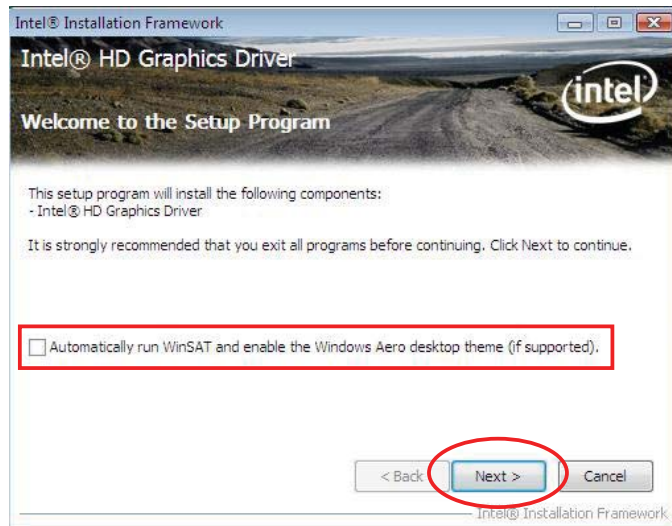 Intel® Installation Framework
Intel® HD Graphics Driver
intel
Welcome to the Setup Program
This setup program will install the following components:
- Intel® HD Graphics Driver
It is strongly recommended that you exit all programs before continuing. Click Next to continue.
Automatically run WinSAT and enable the Windows Aero desktop theme (if supported).
< Back Next > Cancel
Intel® Installation Framework